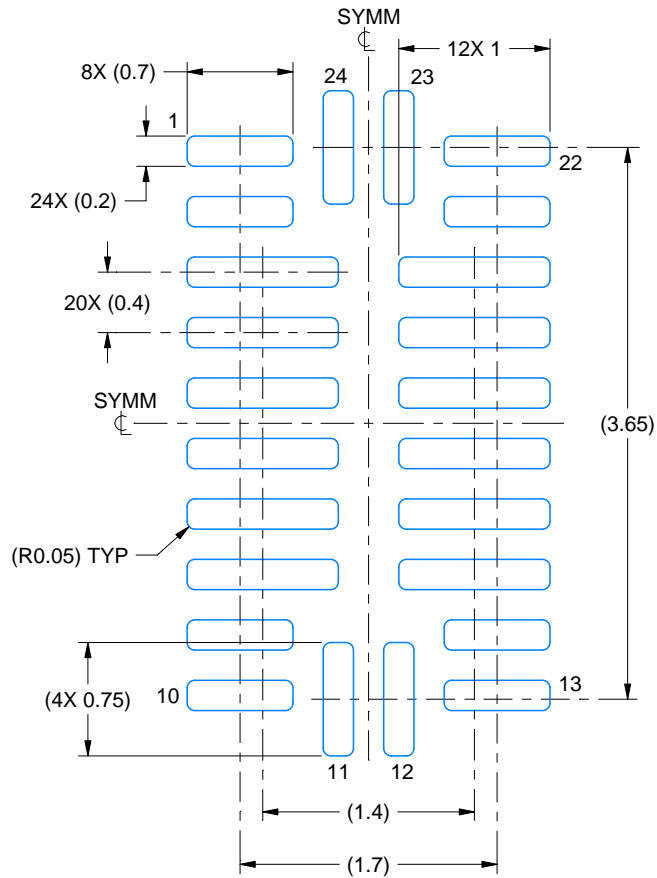 SYMM
℄
8X (0.7)
12X 1
24
23
1
22
24X (0.2)
20X (0.4)
SYMM
℄
(3.65)
(R0.05) TYP
(4X 0.75)
10
13
11
12
(1.4)
(1.7)